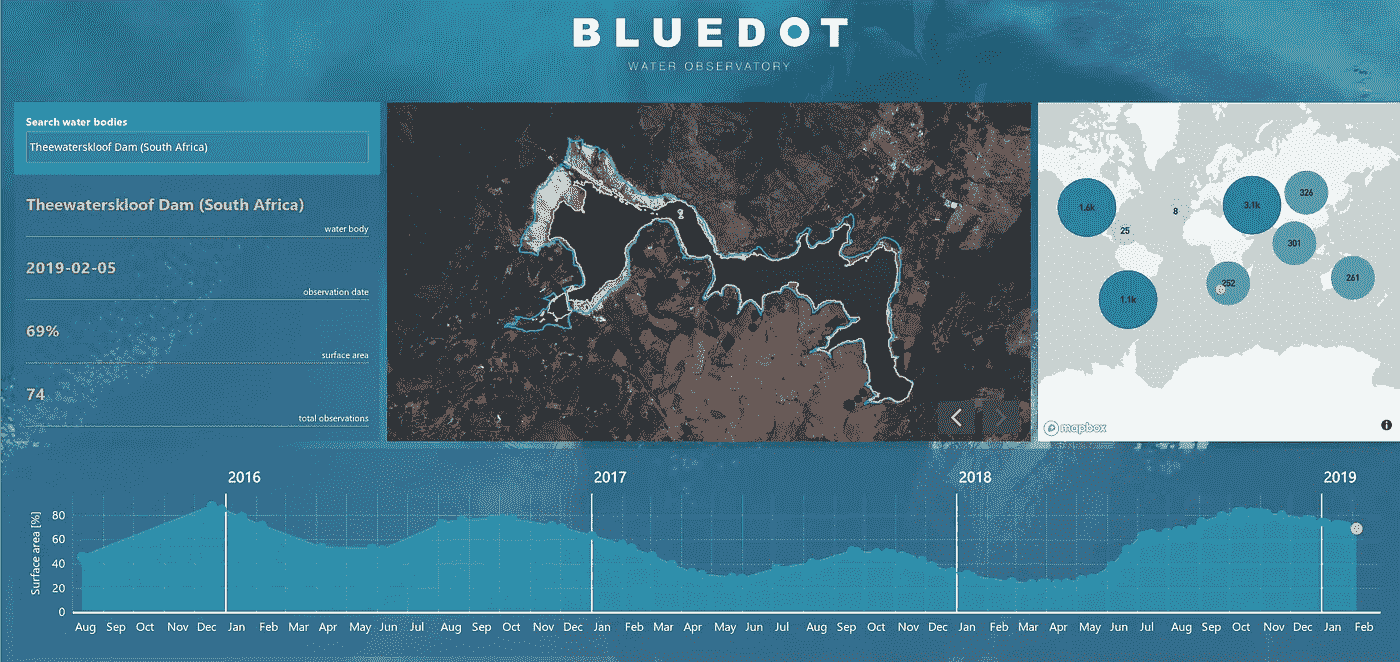 BLUEDOT
WATER OBSERVATORY
Search water bodies
Theewaterskloof Dam (South Africa)
Theewaterskloof Dam (South Africa)
water body
2019-02-05
observation date
69%
surface area
74
total observations
1.6k
25
8
3.1k
326
301
252
261
1.1k
mapbox
i
2016 2017 2018 2019
Surface area [%]
80
60
40
20
0
Aug Sep Oct Nov Dec Jan Feb Mar Apr May Jun Jul Aug Sep Oct Nov Dec Jan Feb Mar Apr May Jun Jul Aug Sep Oct Nov Dec Jan Feb Mar Apr May Jun Jul Aug Sep Oct Nov Dec Jan Feb